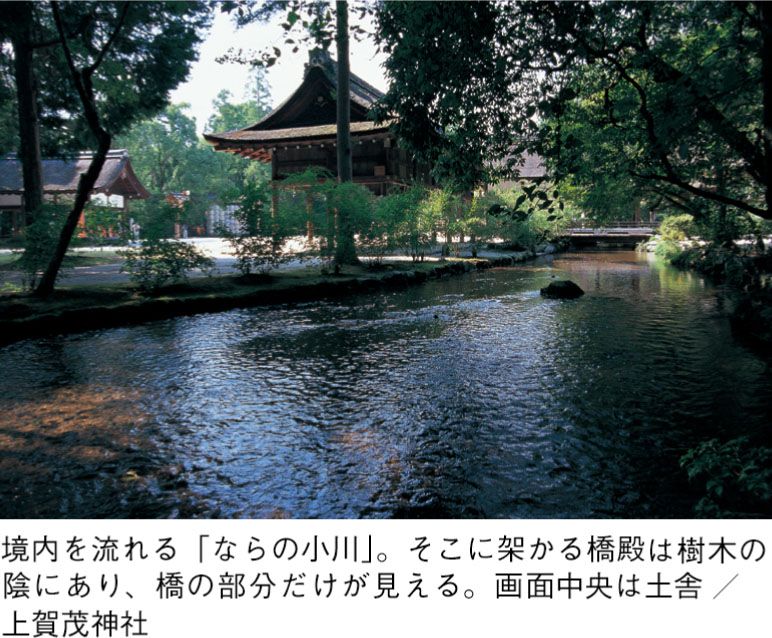 境内を流れる「ならの小川」。そこに架かる橋殿は樹木の
陰にあり、橋の部分だけが見える。画面中央は土舎 ／
上賀茂神社